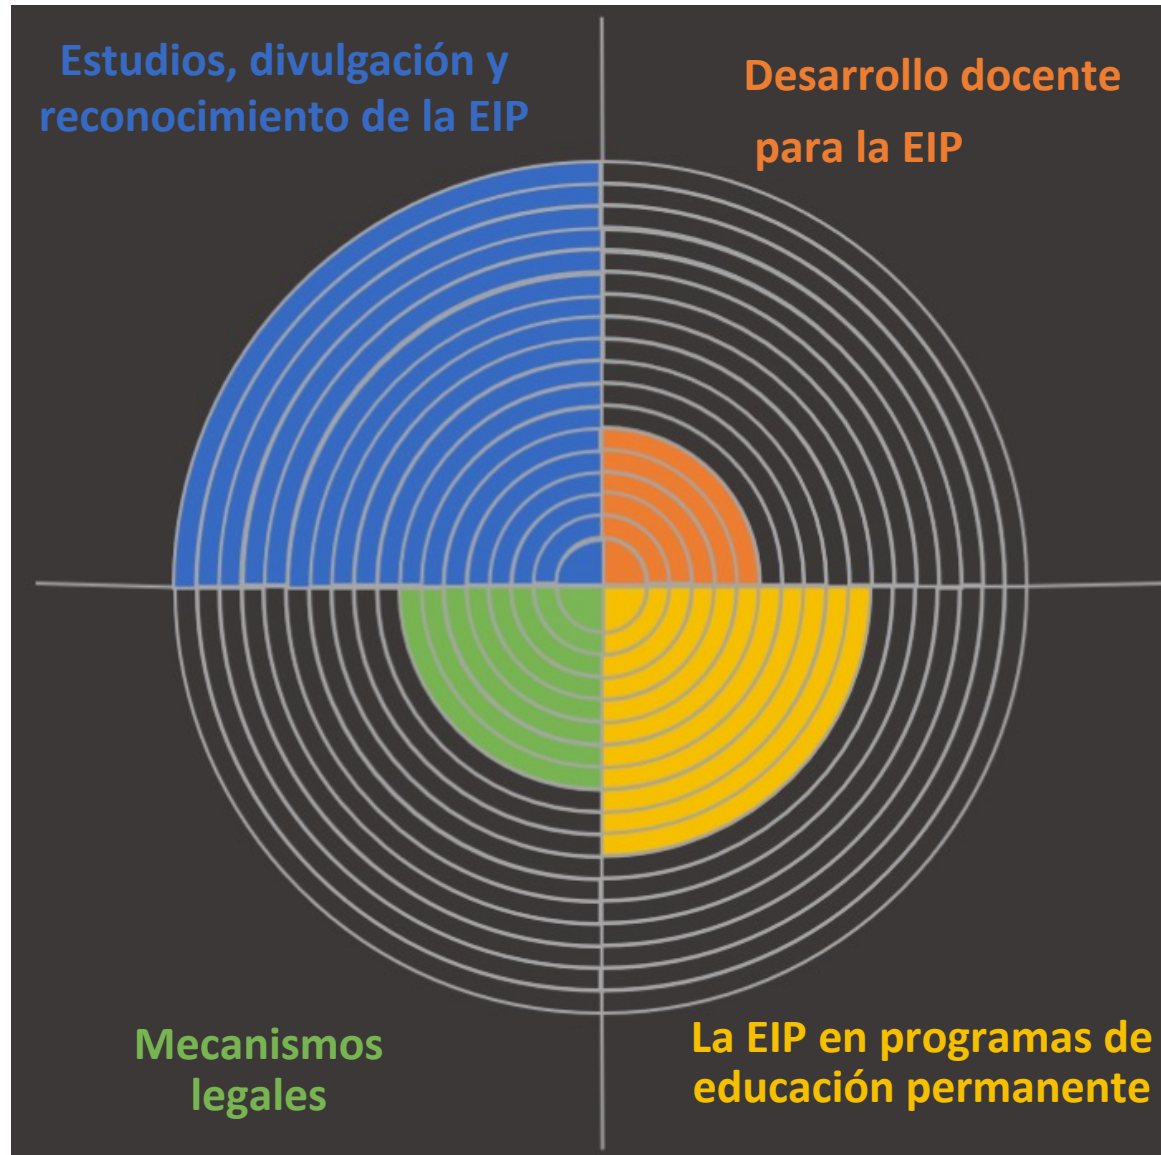 Estudios, divulgación y
reconocimiento de la EIP
Desarrollo docente
para la EIP
Mecanismos
legales
La EIP en programas de
educación permanente